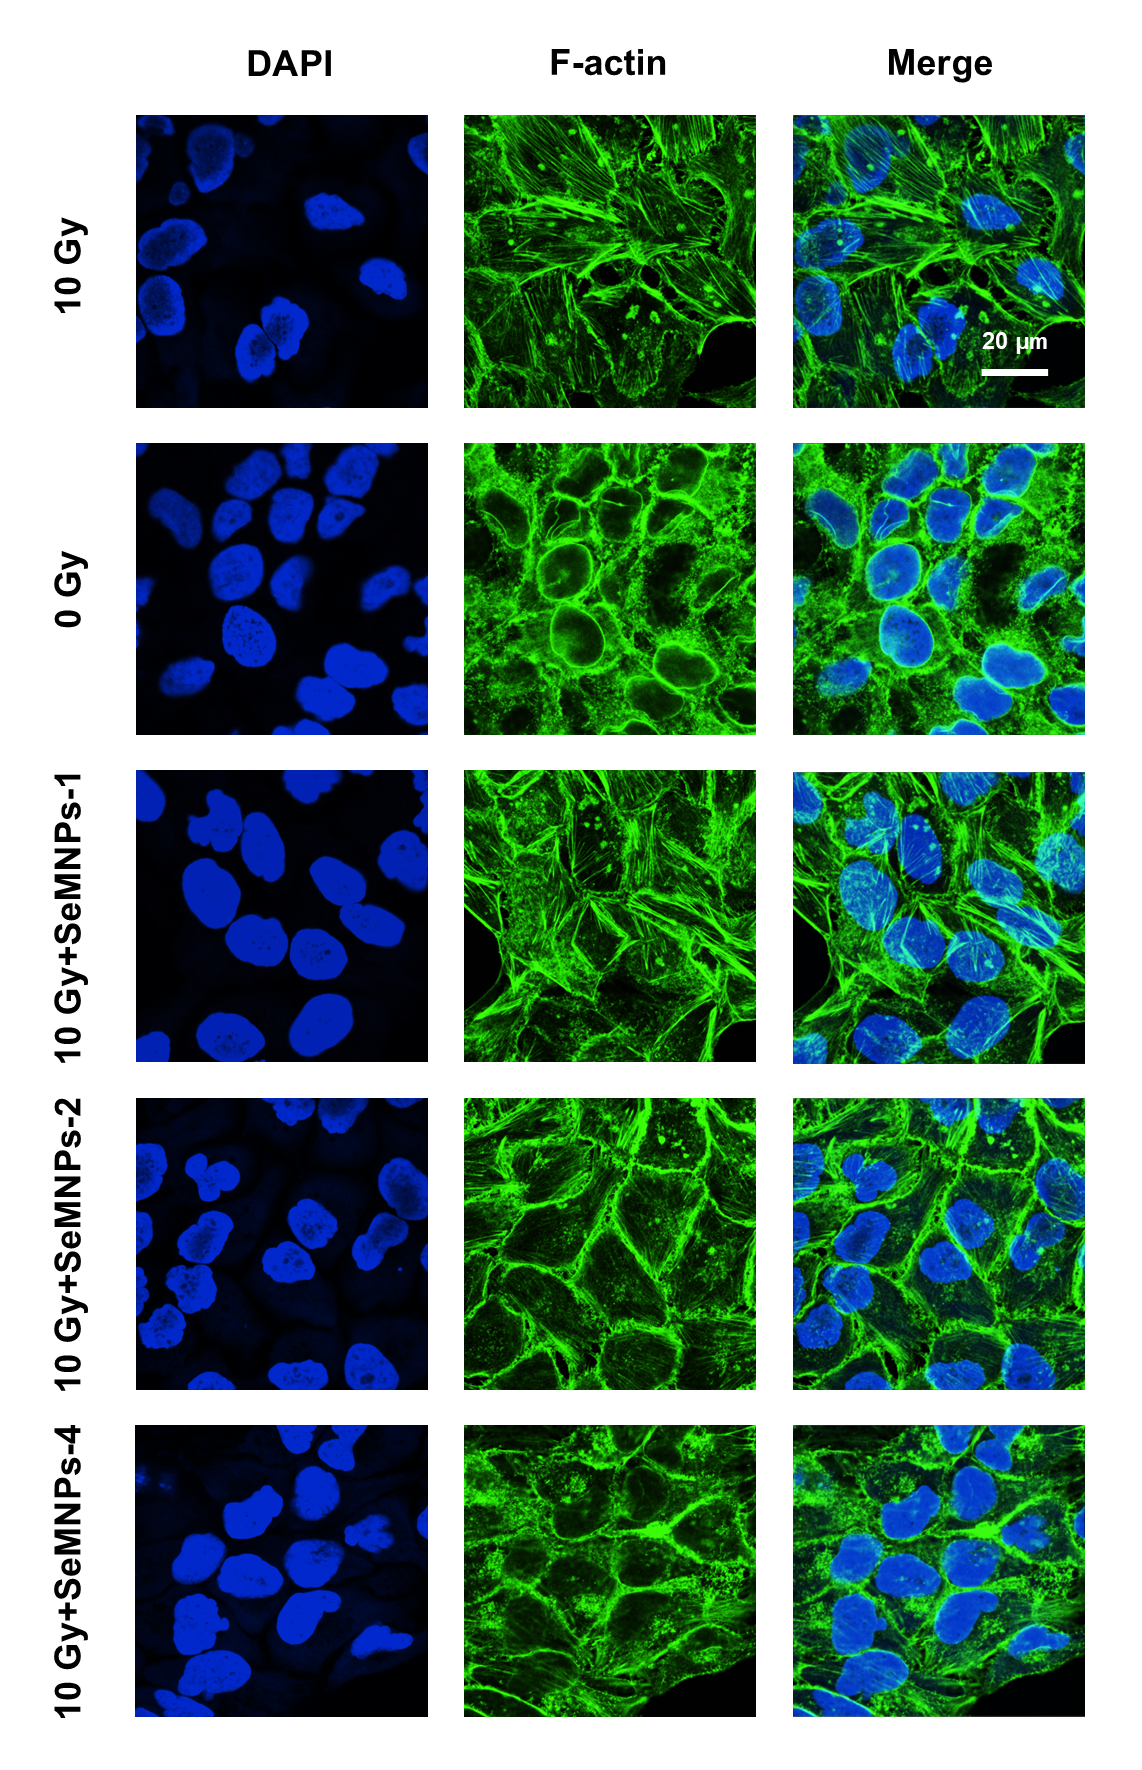 DAPI
F-actin
Merge
10 Gy
20 µm
0 Gy
10 Gy+SeMNPs-1
10 Gy+SeMNPs-2
10 Gy+SeMNPs-4